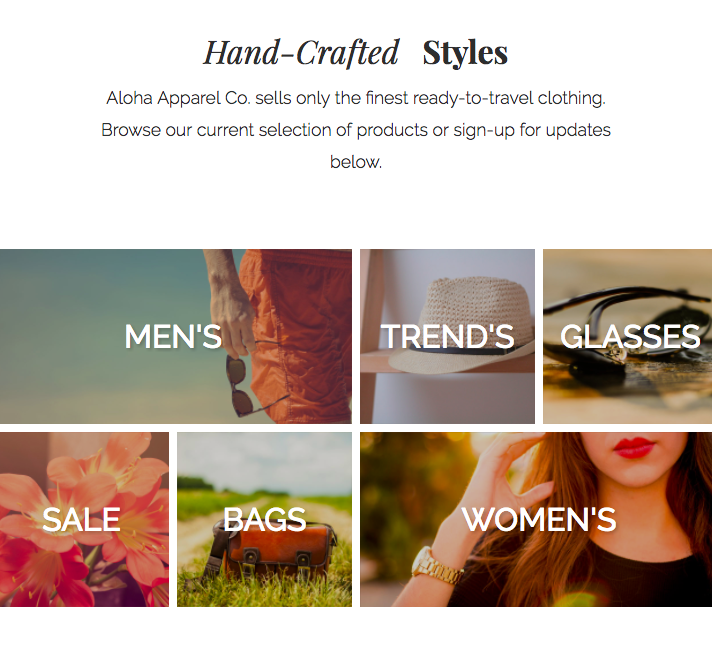 Hand-Crafted Styles
Aloha Apparel Co. sells only the finest ready-to-travel clothing.
Browse our current selection of products or sign-up for updates
below.
MEN'S
TREND'S
GLASSES
SALE
BAGS
WOMEN'S